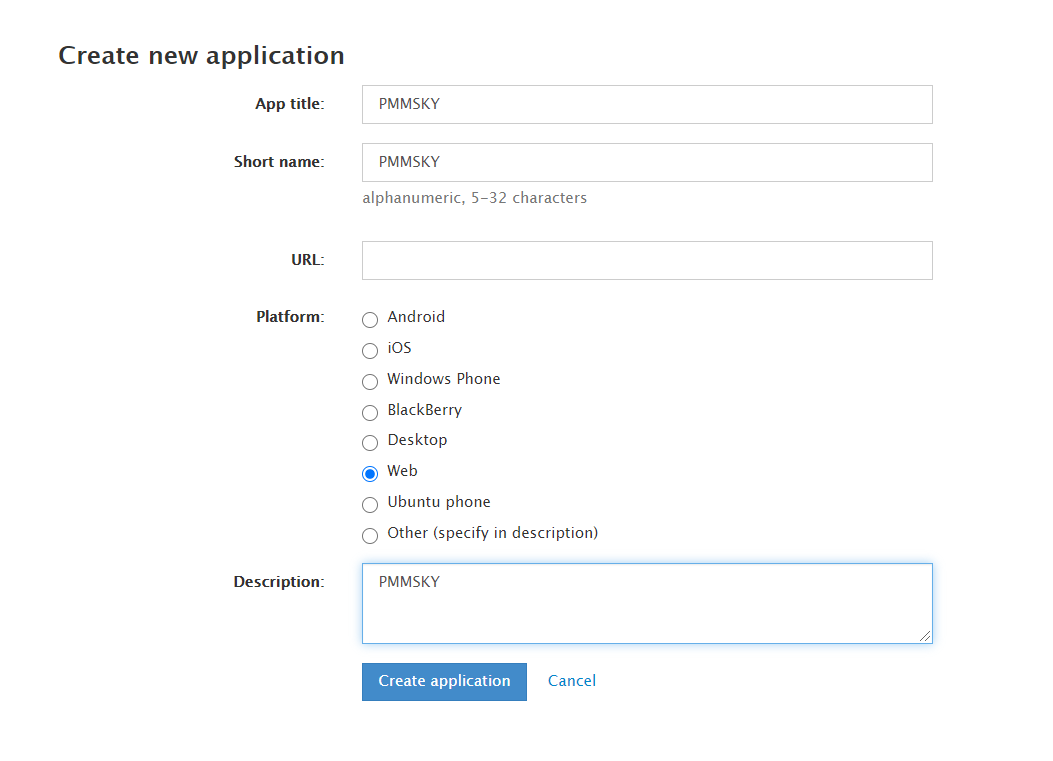 Create new application
App title:
PMMSKY
Short name:
PMMSKY
alphanumeric, 5-32 characters
URL:
Platform:
Android
iOS
Windows Phone
BlackBerry
Desktop
Web
Ubuntu phone
Other (specify in description)
Description:
PMMSKY
Create application
Cancel